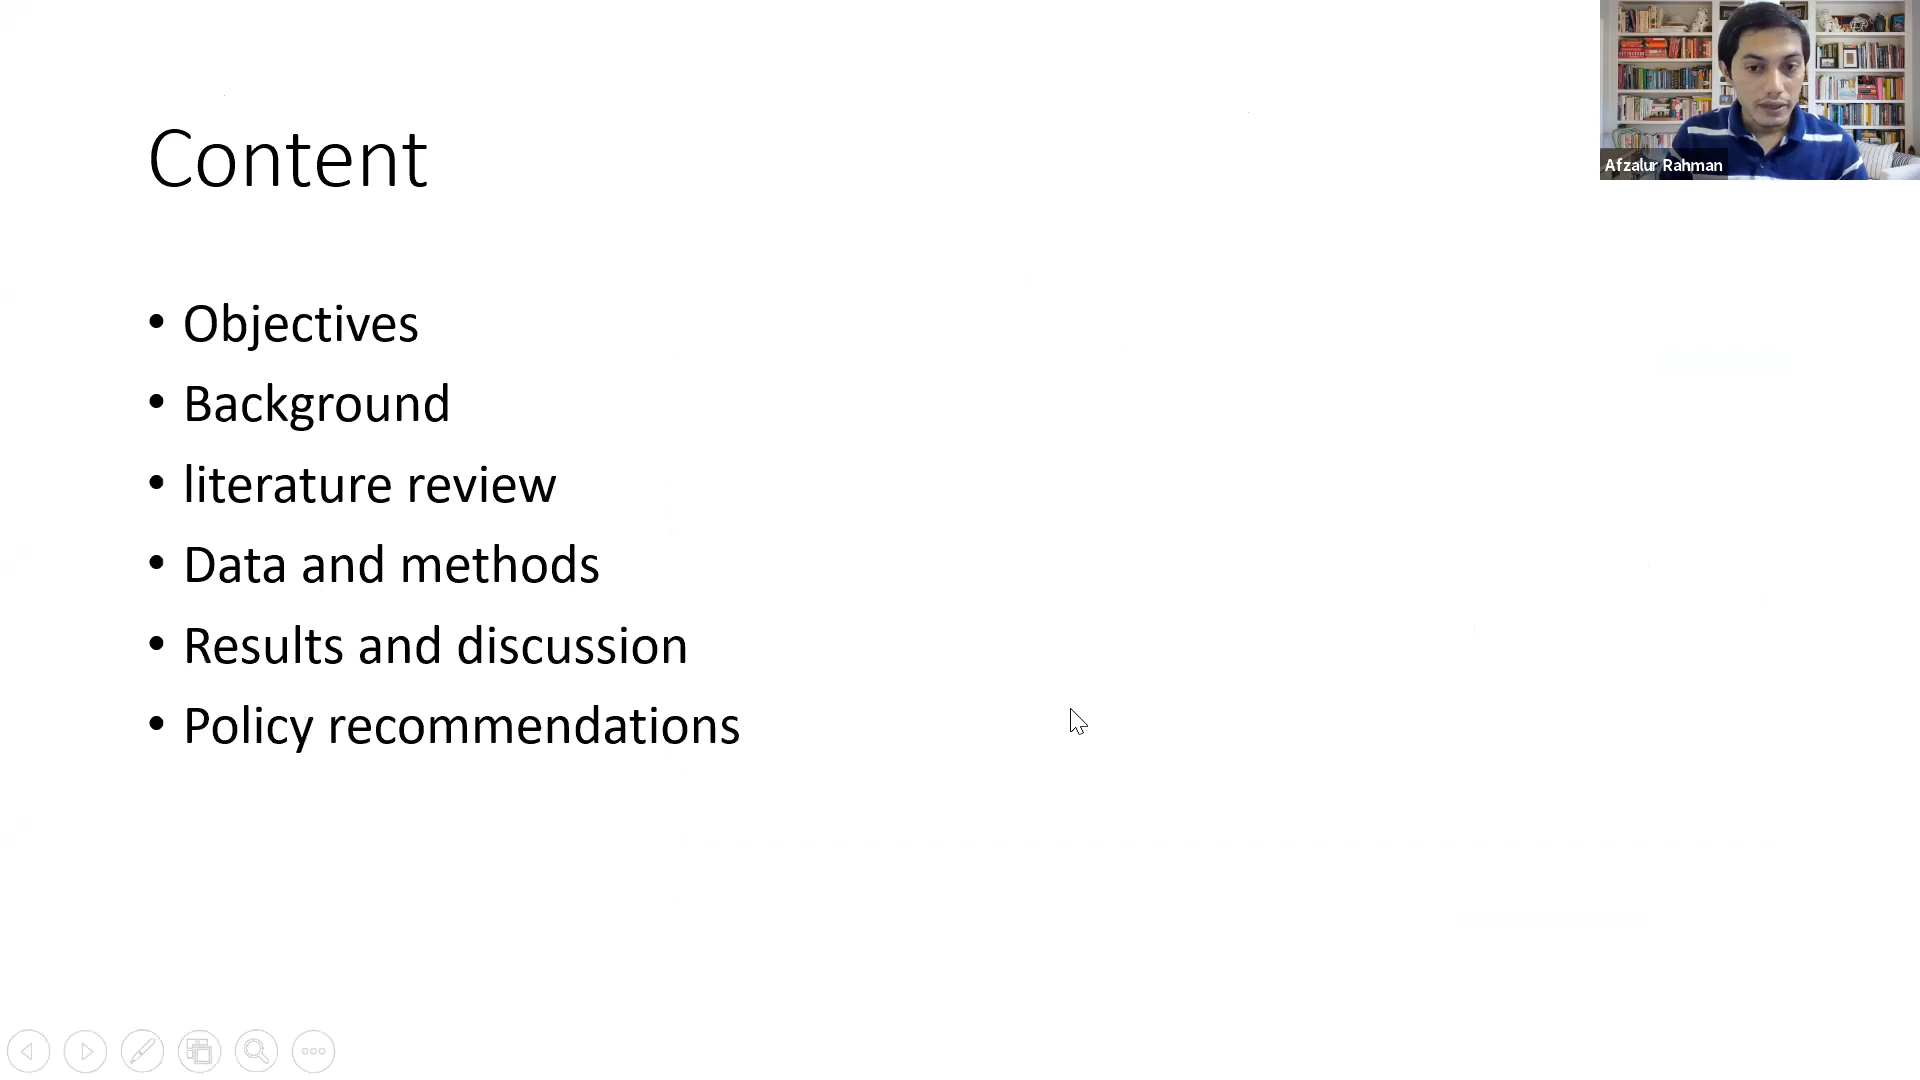 Content
• Objectives
• Background
• literature review
• Data and methods
• Results and discussion
• Policy recommendations
Afzalur Rahman